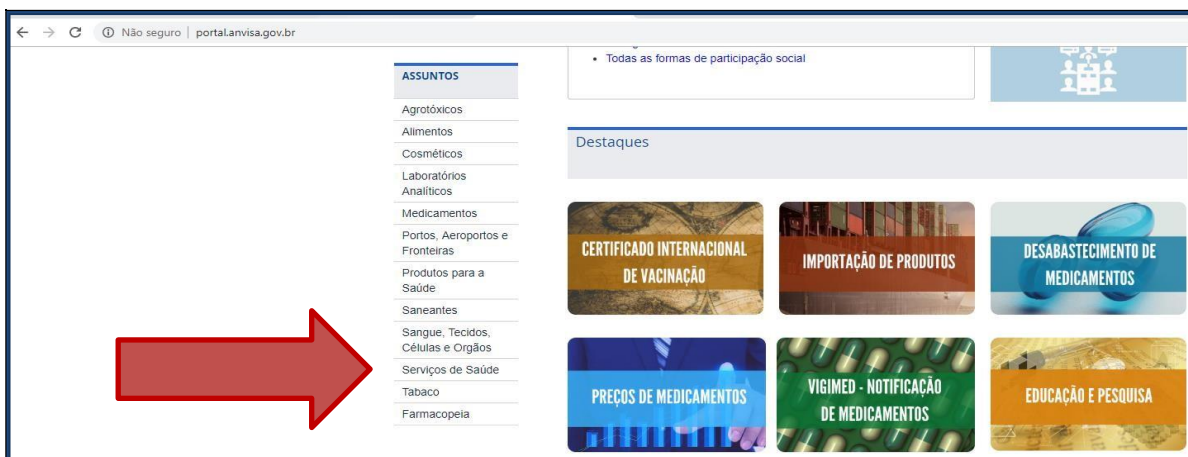 Não seguro | portal.anvisa.gov.br
Todas as formas de participação social
ASSUNTOS
Agrotóxicos
Alimentos
Cosméticos
Laboratórios
Analíticos
Medicamentos
Portos, Aeroportos e
Fronteiras
Produtos para a
Saúde
Saneantes
Sangue, Tecidos,
Células e Orgãos
Serviços de Saúde
Tabaco
Farmacopeia
Destaques
CERTIFICADO INTERNACIONAL
DE VACINAÇÃO
IMPORTAÇÃO DE PRODUTOS
DESABASTECIMENTO DE
MEDICAMENTOS
PREÇOS DE MEDICAMENTOS
VIGIMED - NOTIFICAÇÃO
DE MEDICAMENTOS
EDUCAÇÃO E PESQUISA